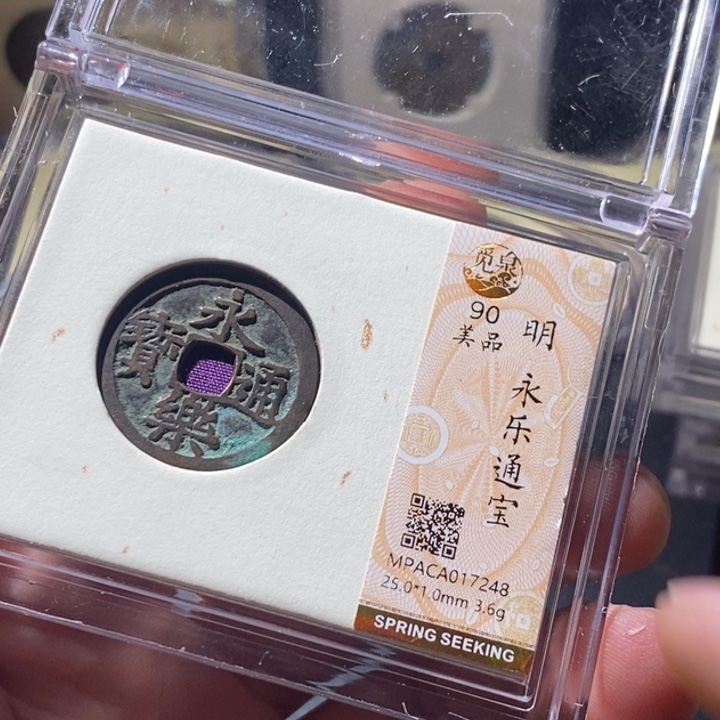 永樂通寳
觅泉
90
美品
明
永乐通宝
MPACA017248
25.0*1.0mm 3.6g
SPRING SEEKING